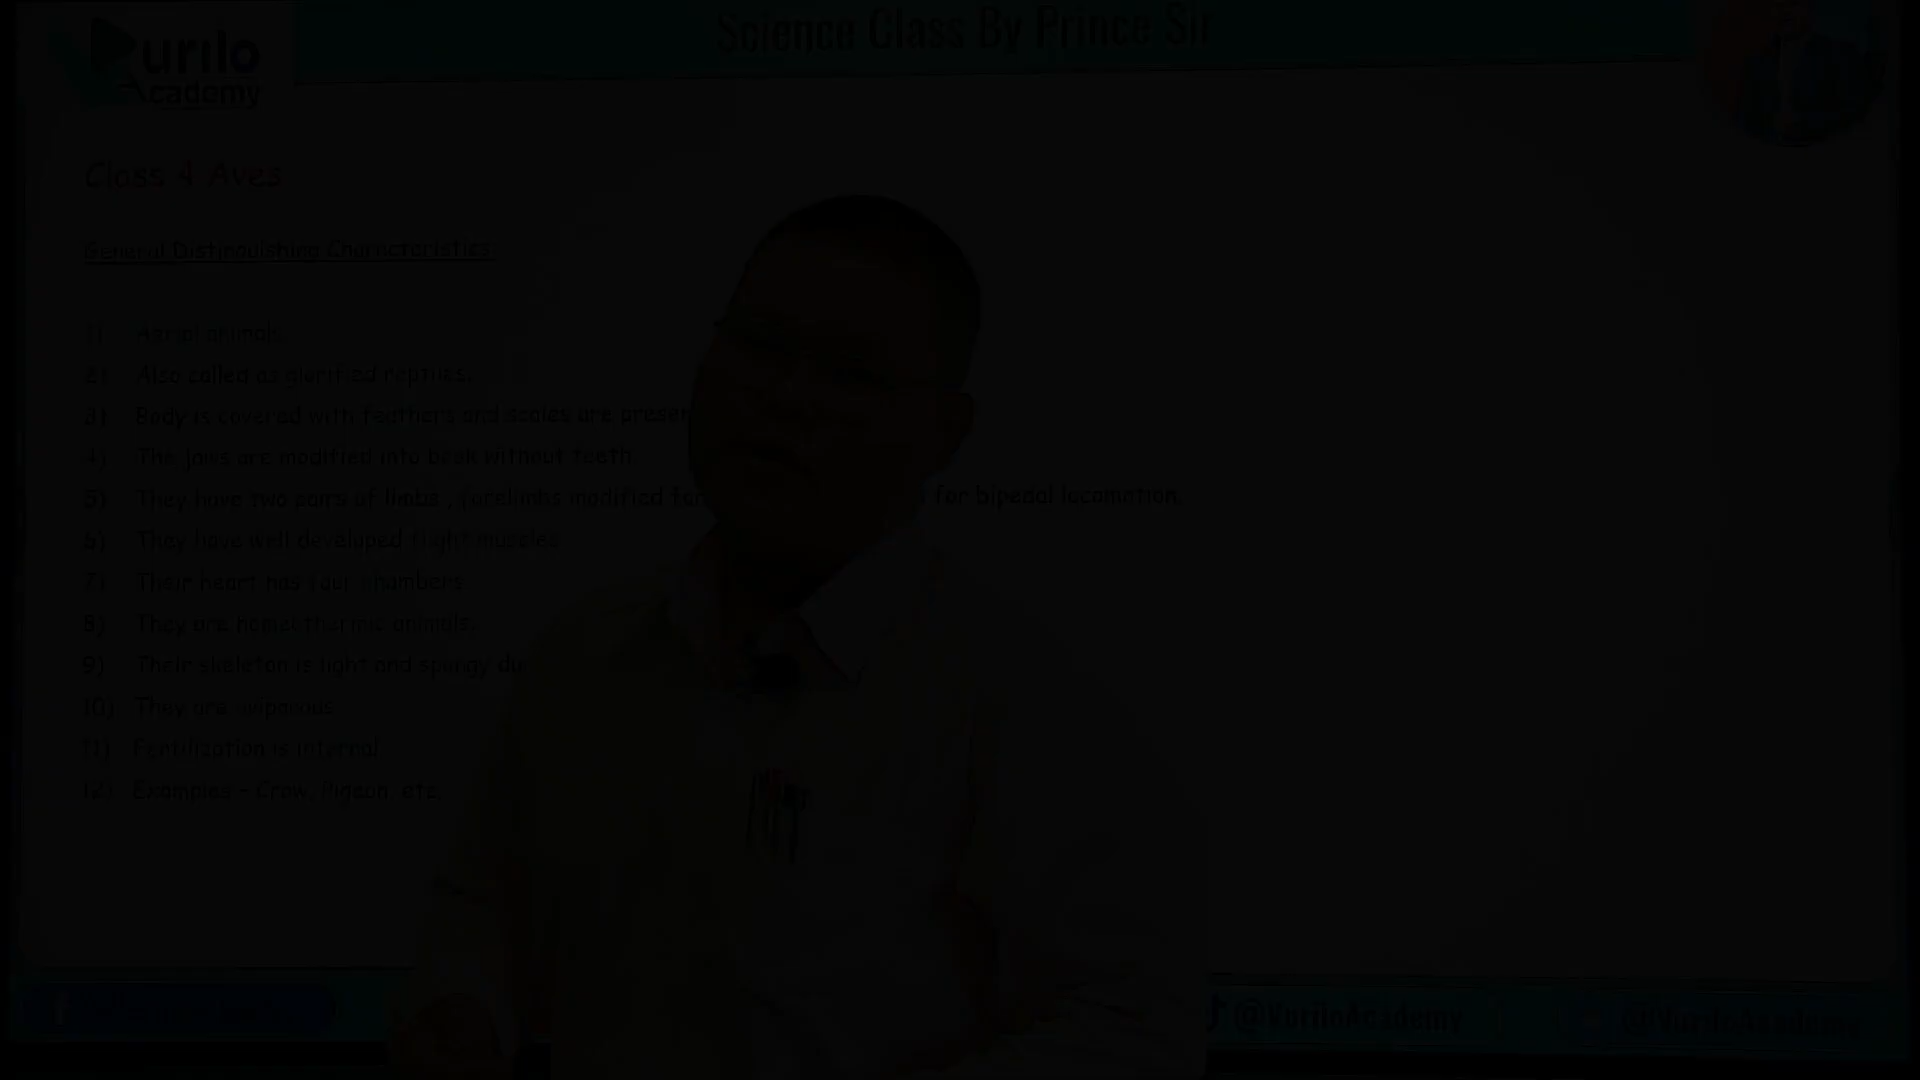 Science Class By Prince Sir
urilo
Academy
Class 4 Aves
General Distinguishing Characteristics
1) Aerial animals
2) Also called as glorified reptiles.
3) Body is covered with feathers and scales are presen
4) The jaws are modified into beak without teeth
5) They have two pairs of limbs , forelimbs modified for for bipedal locomotion.
6) They have well developed flight muscles
7) Their heart has four chambers
8) They are animals.
9) Their skeleton is light and spongy du
10) They are oviparous
11) Fertilization is internal
12) Examples - Crow, Pigeon, etc.
@VuriloAcademy @VuriloAcademy